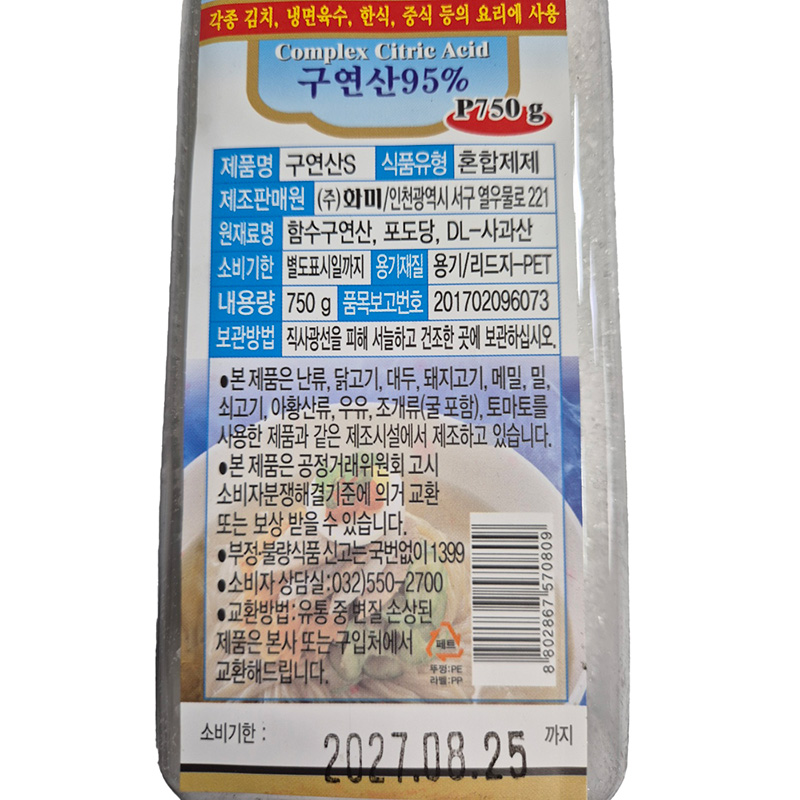 각종 김치, 냉면육수, 한식, 중식 등의 요리에 사용
Complex Citric Acid
구연산95%
P750 g
제품명 구연산S 식품유형 혼합제제
제조판매원 (주)화미/인천광역시 서구 열우물로 221
원재료명 함수구연산, 포도당, DL-사과산
소비기한 별도표시일까지 용기재질 용기/리드지-PET
내용량 750 g 품목보고번호 201702096073
보관방법 직사광선을 피해 서늘하고 건조한 곳에 보관하십시오.
●본 제품은 난류, 닭고기, 대두, 돼지고기, 메밀, 밀,
쇠고기, 아황산류, 우유, 조개류(굴 포함), 토마토를
사용한 제품과 같은 제조시설에서 제조하고 있습니다.
●본 제품은 공정거래위원회 고시
소비자분쟁해결기준에 의거 교환
또는 보상 받을 수 있습니다.
●부정·불량식품 신고는 국번없이 1399
●소비자 상담실:032)550-2700
●교환방법:유통 중 변질 손상된
제품은 본사 또는 구입처에서
교환해드립니다.
페트
뚜껑:PE
라벨:PP
8 802867 570809
소비기한 : 2027.08.25 까지